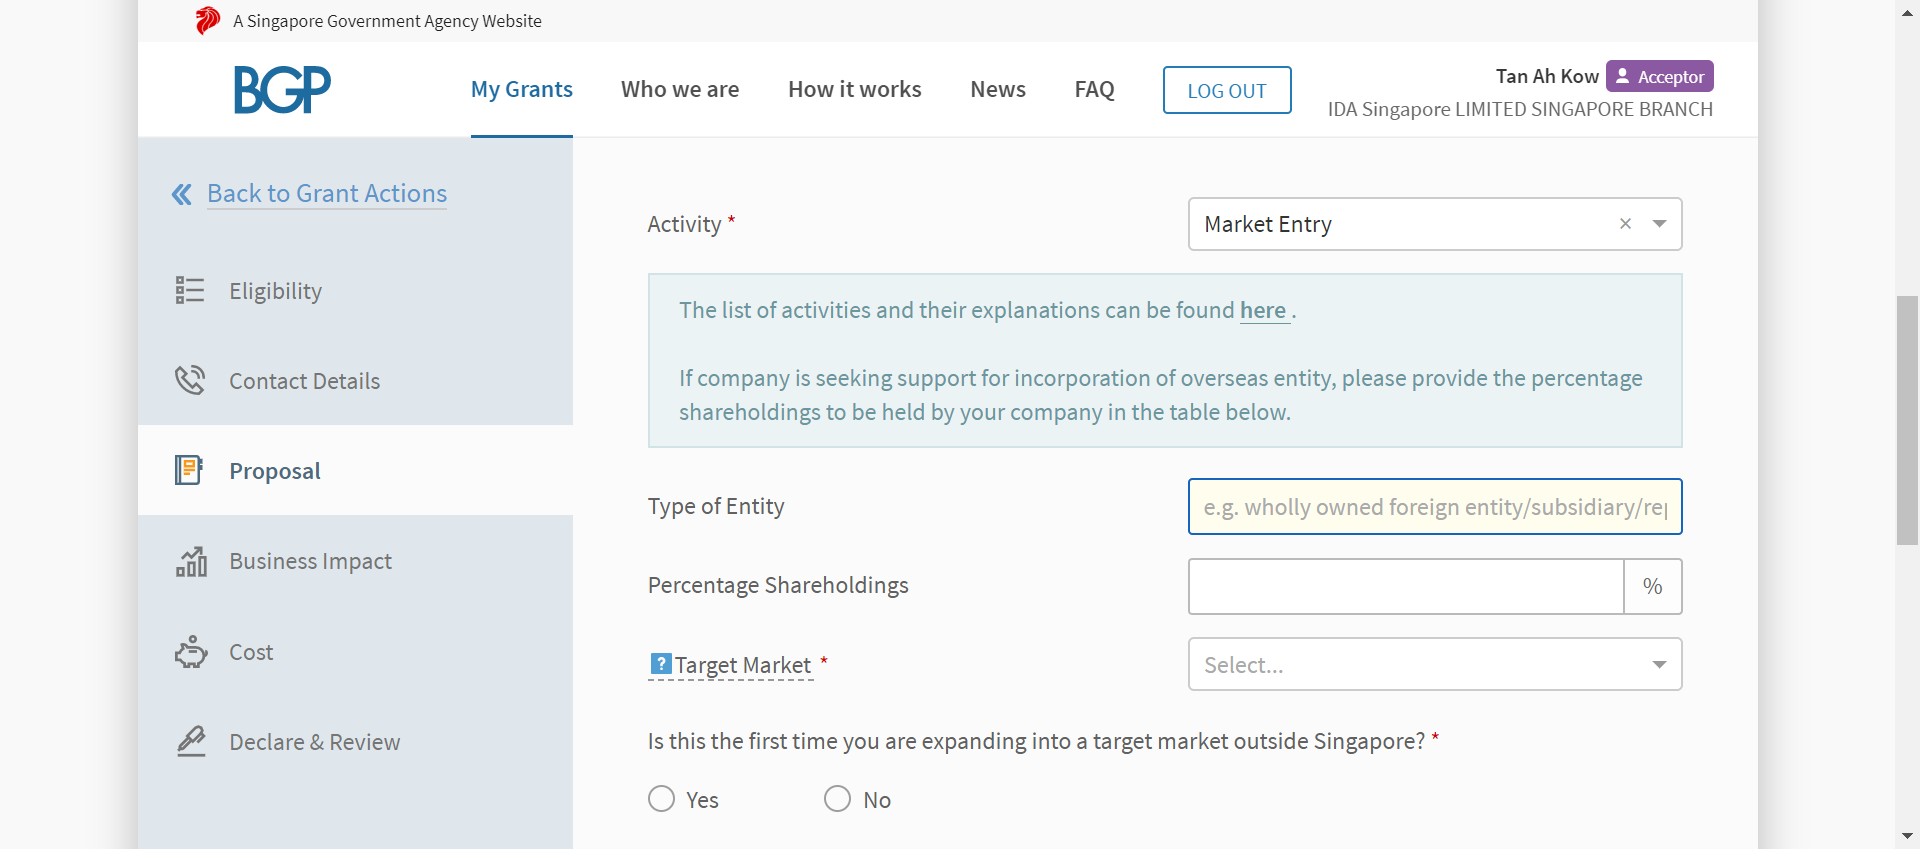 A Singapore Government Agency Website
BGP
My Grants
Who we are
How it works
News
FAQ
LOG OUT
Tan Ah Kow
Acceptor
IDA Singapore LIMITED SINGAPORE BRANCH
Back to Grant Actions
Eligibility
Contact Details
Proposal
Business Impact
Cost
Declare & Review
Activity *
Market Entry
The list of activities and their explanations can be found here .
If company is seeking support for incorporation of overseas entity, please provide the percentage
shareholdings to be held by your company in the table below.
Type of Entity
e.g. wholly owned foreign entity/subsidiary/rep
Percentage Shareholdings
%
? Target Market *
Select...
Is this the first time you are expanding into a target market outside Singapore? *
Yes
No